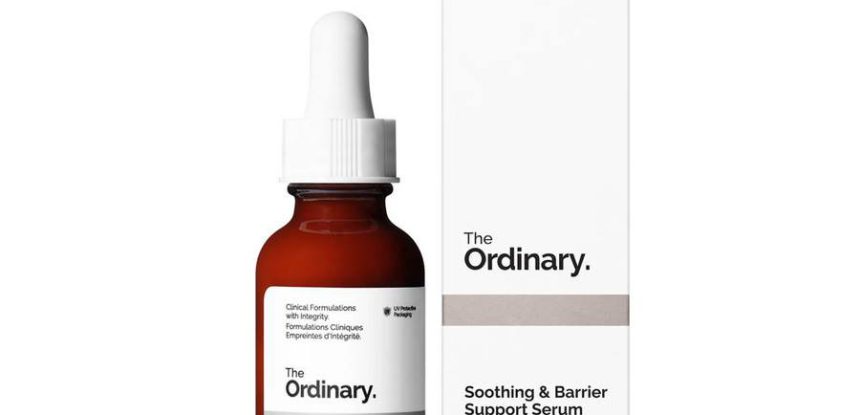 Clinical Formulations
with Integrity.
Formulations Cliniques
Empreintes d'Intégrité.
UV Protective
Packaging
The
Ordinary.
The
Ordinary.
Soothing & Barrier
Support Serum